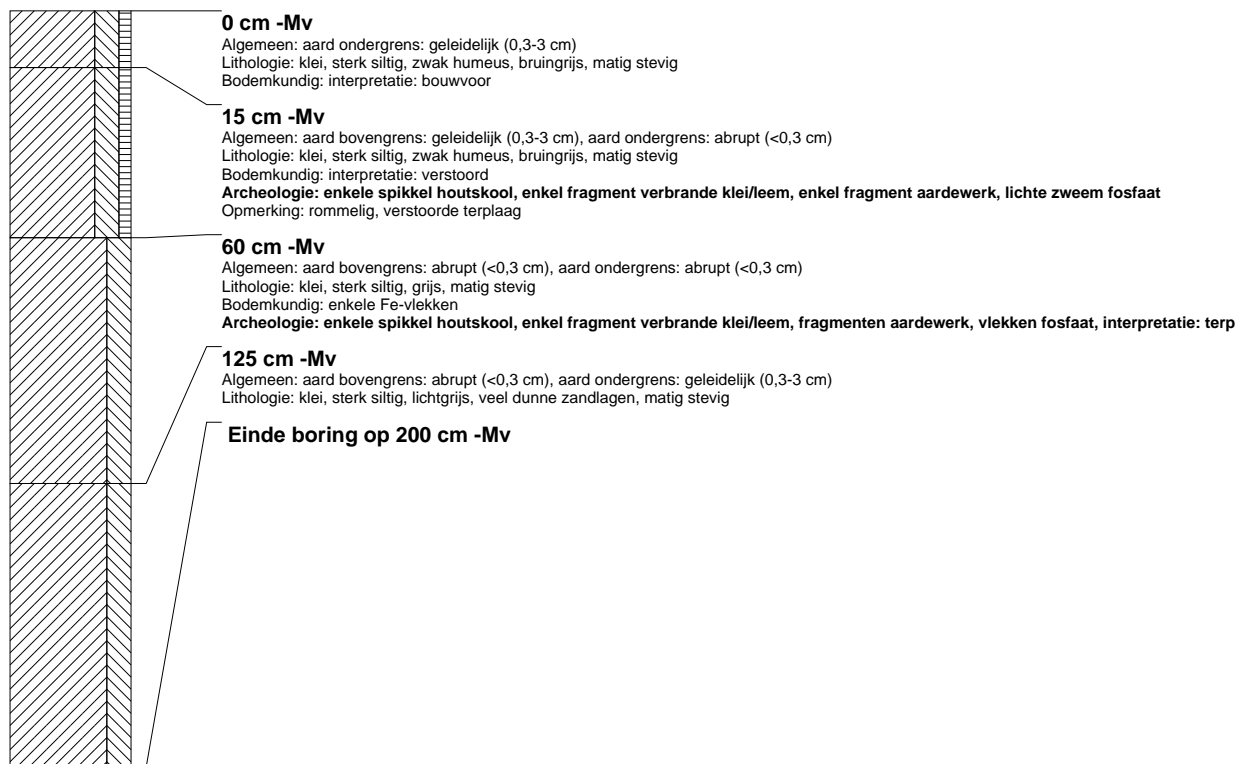 0 cm -Mv
Algemeen: aard ondergrens: geleidelijk (0,3-3 cm)
Lithologie: klei, sterk siltig, zwak humeus, bruingrijs, matig stevig
Bodemkundig: interpretatie: bouwvoor
15 cm -Mv
Algemeen: aard bovengrens: geleidelijk (0,3-3 cm), aard ondergrens: abrupt (<0,3 cm)
Lithologie: klei, sterk siltig, zwak humeus, bruingrijs, matig stevig
Bodemkundig: interpretatie: verstoord
Archeologie: enkele spikkel houtskool, enkel fragment verbrande klei/leem, enkel fragment aardewerk, lichte zweem fosfaat
Opmerking: rommelig, verstoorde terplaag
60 cm -Mv
Algemeen: aard bovengrens: abrupt (<0,3 cm), aard ondergrens: abrupt (<0,3 cm)
Lithologie: klei, sterk siltig, grijs, matig stevig
Bodemkundig: enkele Fe-vlekken
Archeologie: enkele spikkel houtskool, enkel fragment verbrande klei/leem, fragmenten aardewerk, vlekken fosfaat, interpretatie: terp
125 cm -Mv
Algemeen: aard bovengrens: abrupt (<0,3 cm), aard ondergrens: geleidelijk (0,3-3 cm)
Lithologie: klei, sterk siltig, lichtgrijs, veel dunne zandlagen, matig stevig
Einde boring op 200 cm -Mv